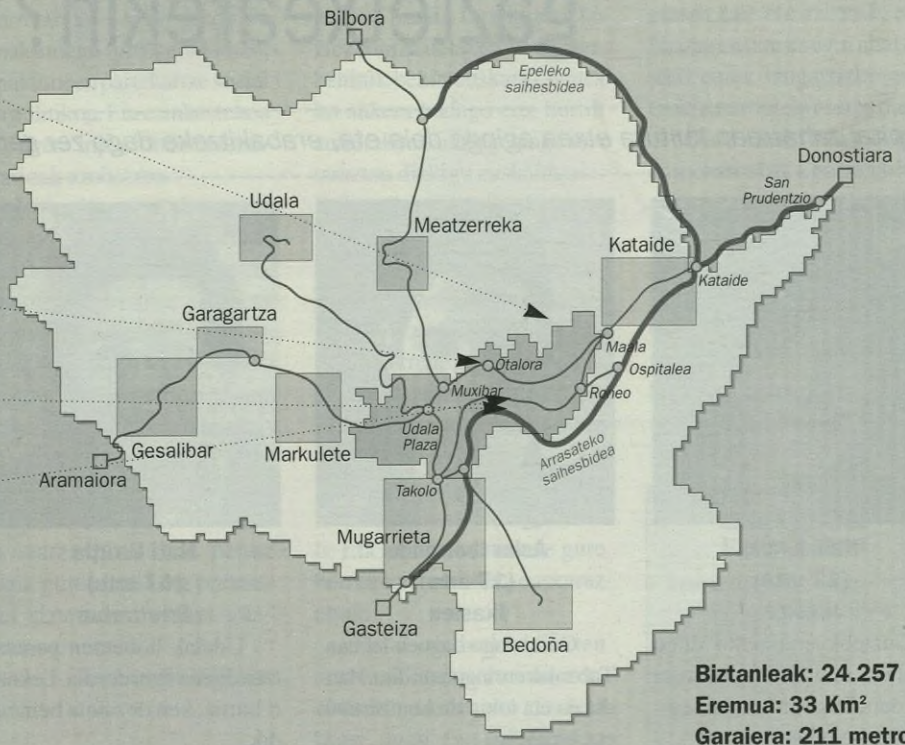 Bilbora
Epeleko
saihesbidea
Donostiara
San
Prudentzio
Udala
Meatzerreka
Kataide
Kataide
Garagartza
Maala
Otalora
Ospitalea
Muxibar
Roneo
Udala
Plaza
Gesalibar
Markulete
Arrasateko
saihesbidea
Aramaiora
Takolo
Mugarrieta
Gasteiza
Bedoña
Biztanleak: 24.257
Eremua: 33 Km²
Garaiera: 211 metro